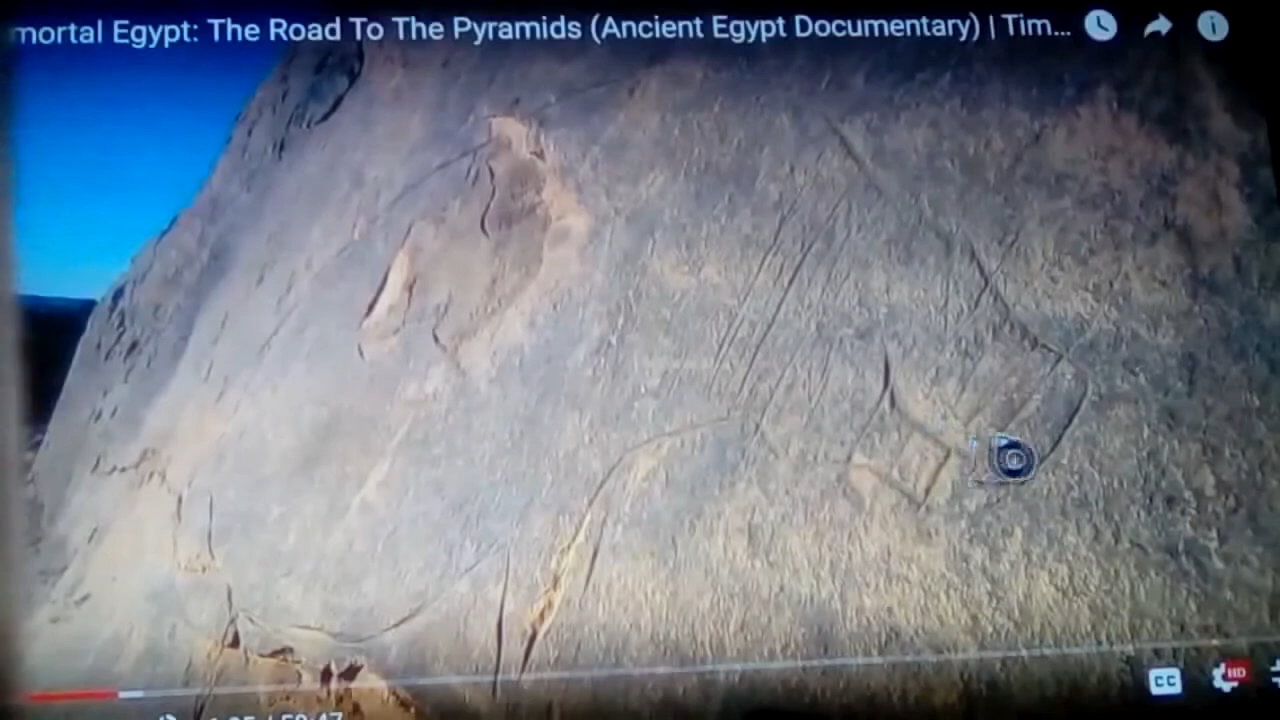 mortal Egypt: The Road To The Pyramids (Ancient Egypt Documentary) | Tim...
CC
HD